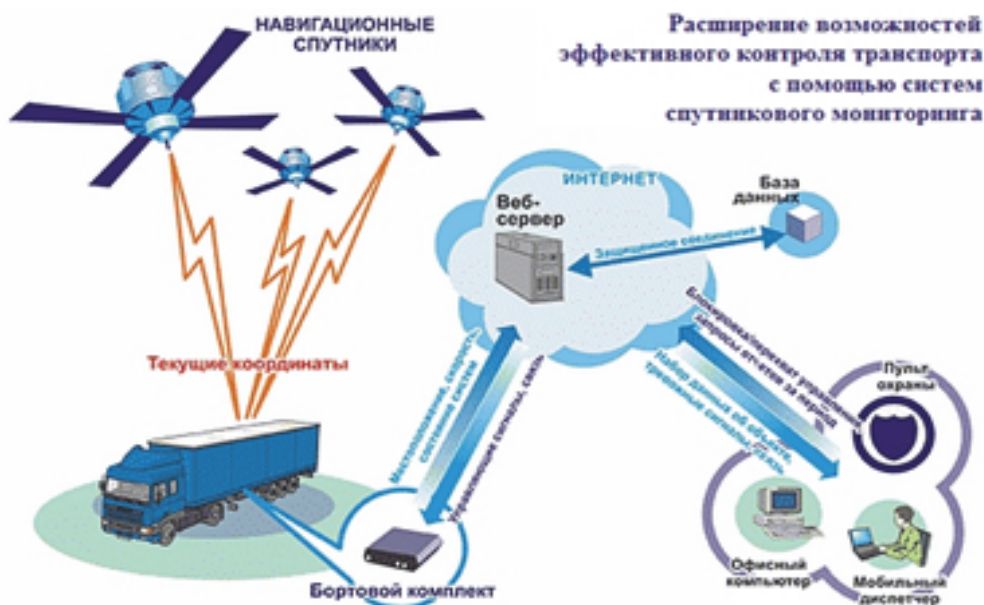 НАВИГАЦИОННЫЕ
СПУТНИКИ
Расширение возможностей
эффективного контроля транспорта
с помощью систем
спутникового мониторинга
ИНТЕРНЕТ
Веб-
сервер
База
данных
Защищенное соединение
Текущие координаты
Местоположение, скорость,
состояние систем
Управляющие сигналы, связь
Блокировка/перехват управления
запросы отчетем за период
Набор данных об объекте,
тревожные сигналы, связь
Пульт
охраны
Офисный
компьютер
Мобильный
диспетчер
Бортовой комплект